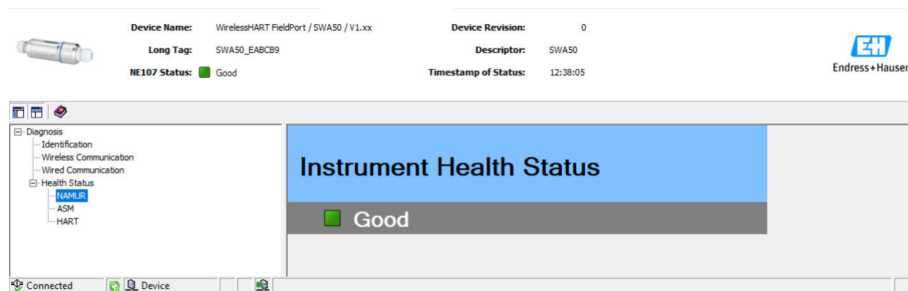 Device Name: WirelessHART FieldPort / SWA50 / V1.xx Device Revision: 0
Long Tag: SWA50_EABCB9 Descriptor: SWA50
NE107 Status: Good Timestamp of Status: 12:38:05
EH
Endress+Hauser
Diagnosis
Identification
Wireless Communication
Wired Communication
Health Status
NAMUR
ASM
HART
Instrument Health Status
Good
Connected Device